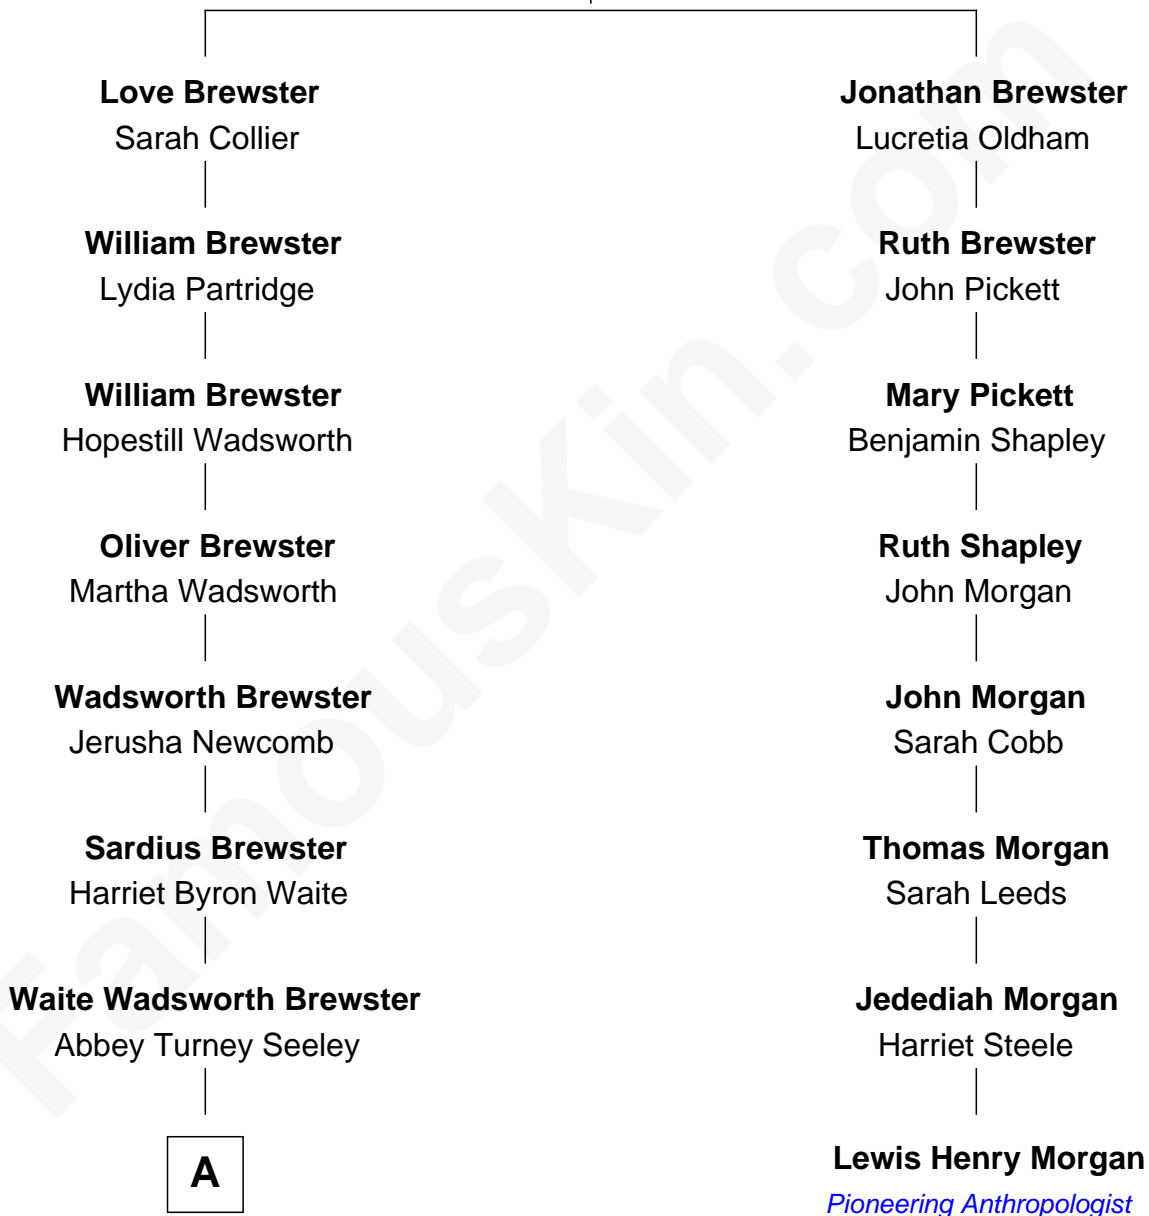 Love Brewster
Sarah Collier
William Brewster
Lydia Partridge
William Brewster
Hopestill Wadsworth
Oliver Brewster
Martha Wadsworth
Wadsworth Brewster
Jerusha Newcomb
Sardius Brewster
Harriet Byron Waite
Waite Wadsworth Brewster
Abbey Turney Seeley
A
Jonathan Brewster
Lucretia Oldham
Ruth Brewster
John Pickett
Mary Pickett
Benjamin Shapley
Ruth Shapley
John Morgan
John Morgan
Sarah Cobb
Thomas Morgan
Sarah Leeds
Jedediah Morgan
Harriet Steele
Lewis Henry Morgan
Pioneering Anthropologist
FamousKin.com